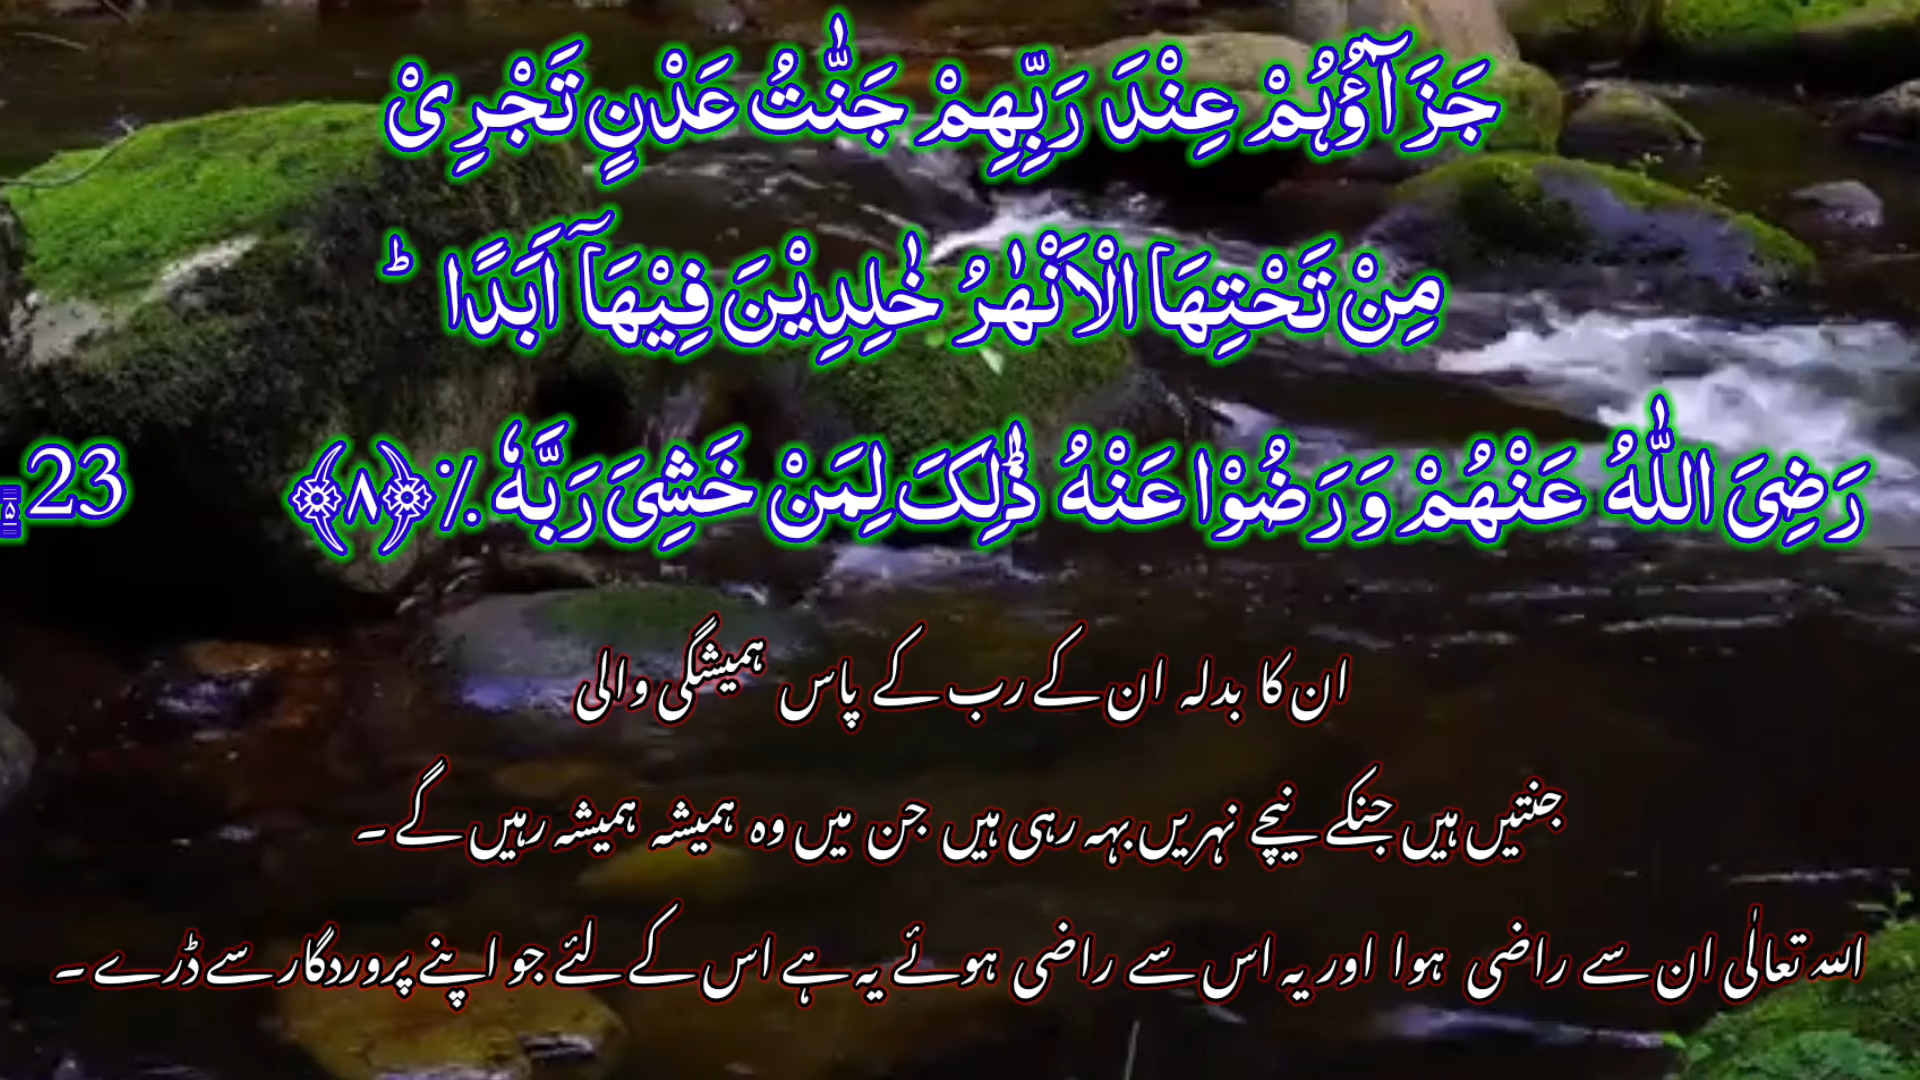 جَزَآؤُہُمْ عِنْدَ رَبِّهِمْ جَنّٰتُ عَدْنٍ تَجْرِیْ
مِنْ تَحْتِهَا الْاَنْهٰرُ خٰلِدِیْنَ فِیْهَاۤ اَبَدًا ؕ
رَضِیَ اللّٰهُ عَنْهُمْ وَ رَضُوْا عَنْهُ ؕ ذٰلِکَ لِمَنْ خَشِیَ رَبَّهٗ ٪﴿۸﴾ 23
ان کا بدلہ ان کے رب کے پاس ہمیشگی والی
جنتیں ہیں جنکے نیچے نہریں بہہ رہی ہیں جن میں وہ ہمیشہ ہمیشہ رہیں گے ۔
اللہ تعالٰی ان سے راضی ہوا اور یہ اس سے راضی ہوئے یہ ہے اس کے لئے جو اپنے پروردگار سے ڈرے ۔